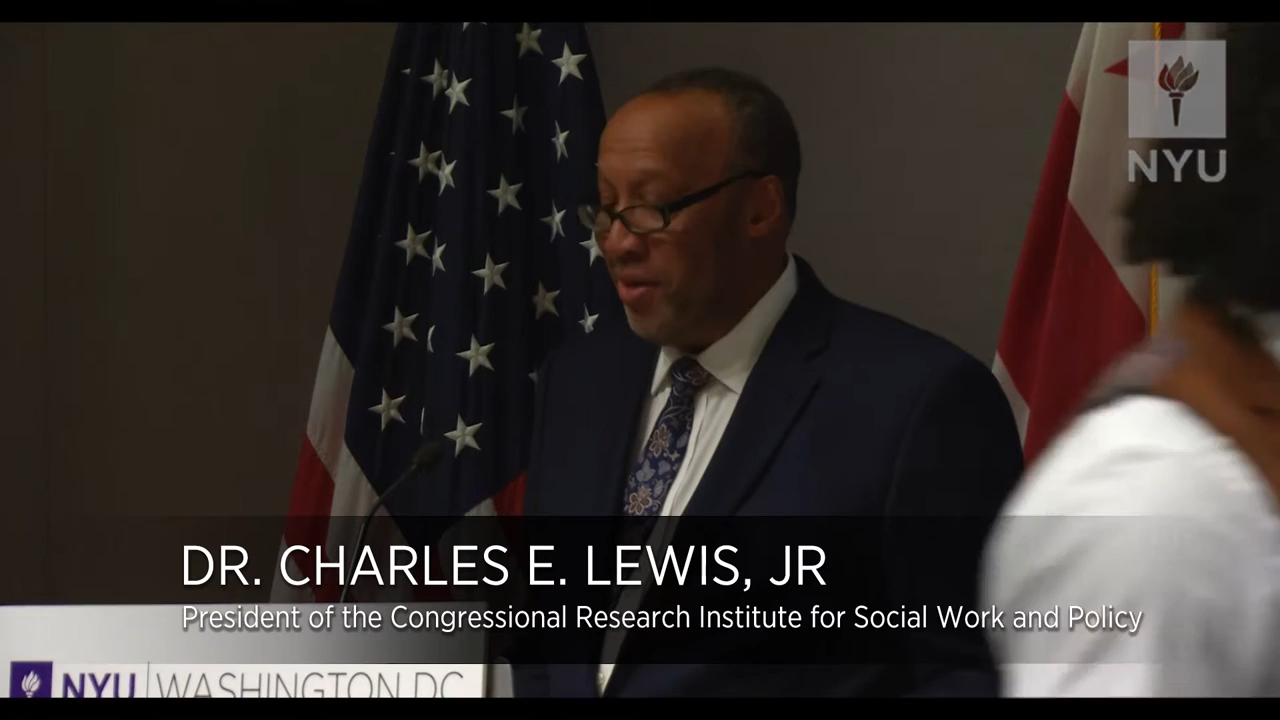 NYU
DR. CHARLES E. LEWIS, JR
President of the Congressional Research Institute for Social Work and Policy
NYU WASHINGTON DC